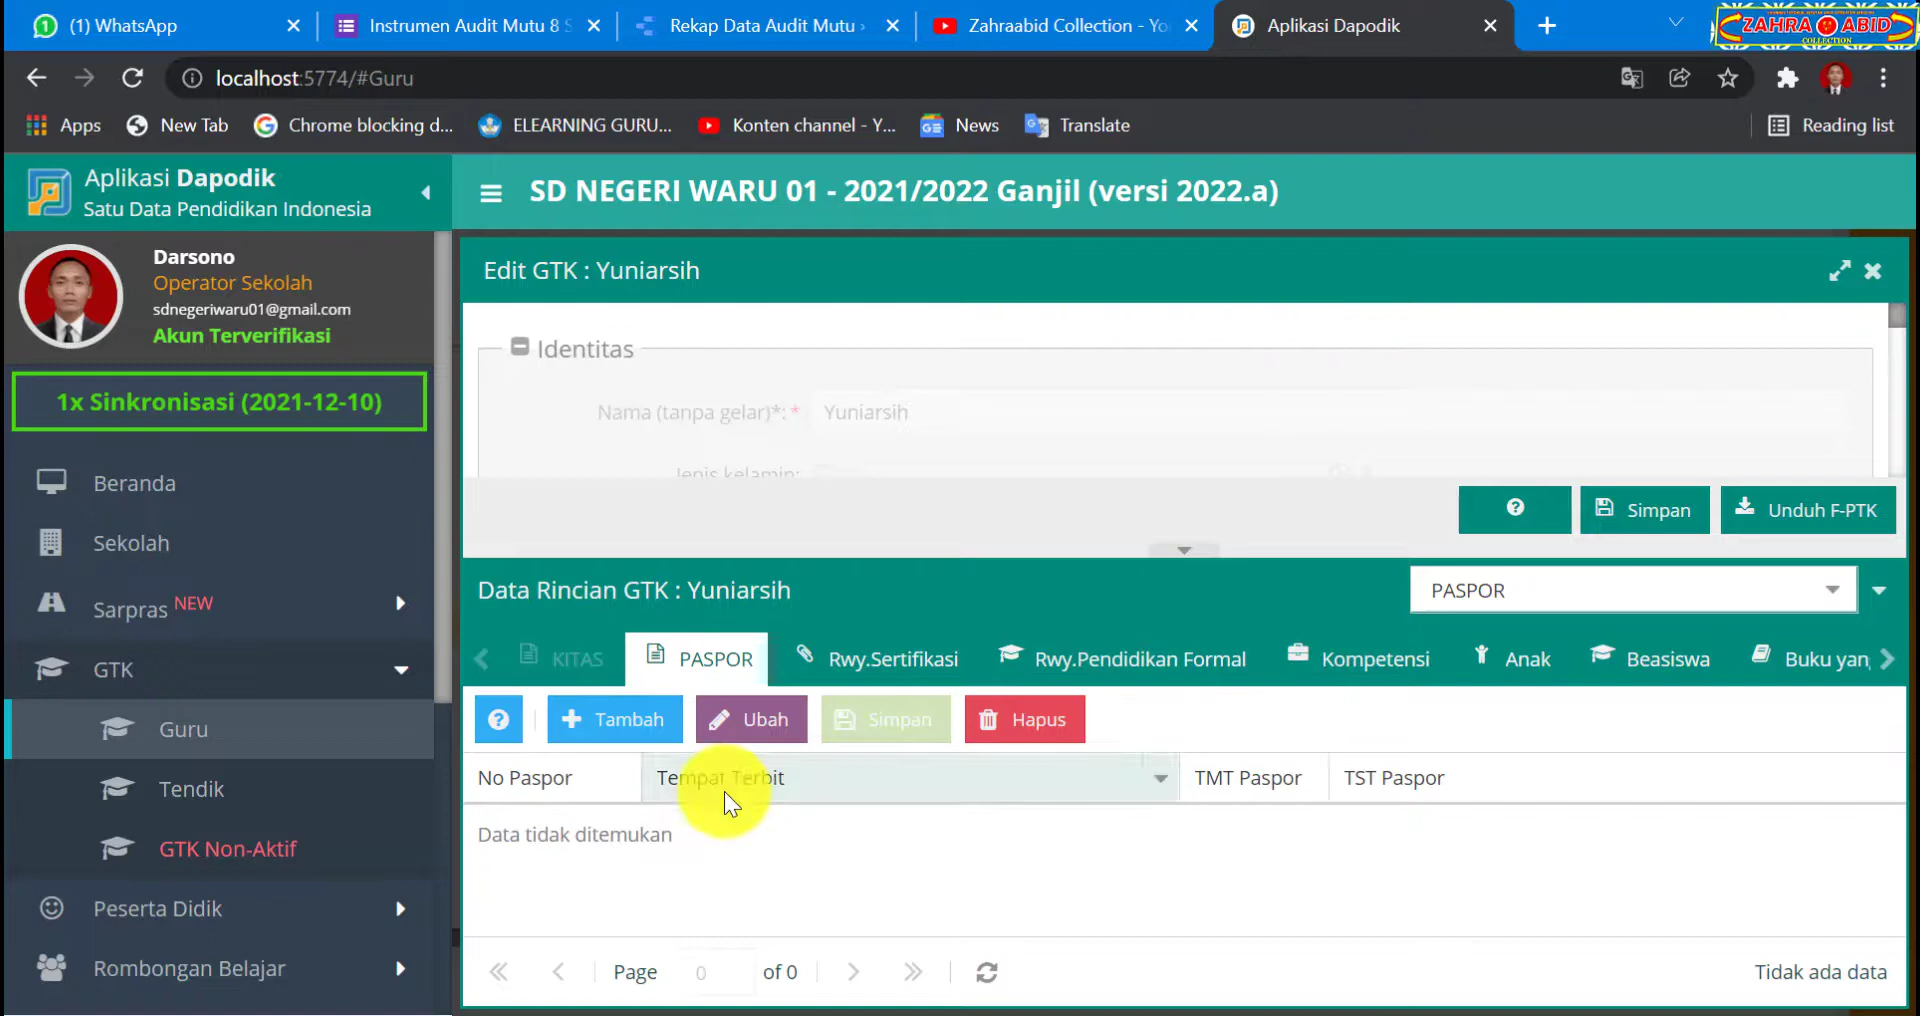 (1) WhatsApp
Instrumen Audit Mutu 8 S
Rekap Data Audit Mutu
Zahraabid Collection - Yo
Aplikasi Dapodik
ZAHRA ABID
COLLECTION
localhost:5774/#Guru
Apps
New Tab
Chrome blocking d...
ELEARNING GURU...
Konten channel - Y...
News
Translate
Reading list
Aplikasi Dapodik
Satu Data Pendidikan Indonesia
SD NEGERI WARU 01 - 2021/2022 Ganjil (versi 2022.a)
Darsono
Operator Sekolah
sdnegeriwaru01@gmail.com
Akun Terverifikasi
1x Sinkronisasi (2021-12-10)
Beranda
Sekolah
Sarpras NEW
GTK
Guru
Tendik
GTK Non-Aktif
Peserta Didik
Rombongan Belajar
Edit GTK : Yuniarsih
Identitas
Nama (tanpa gelar)*: * Yuniarsih
Jenis kelamin:
Simpan
Unduh F-PTK
Data Rincian GTK : Yuniarsih
PASPOR
KITAS
PASPOR
Rwy.Sertifikasi
Rwy.Pendidikan Formal
Kompetensi
Anak
Beasiswa
Buku yan
Tambah
Ubah
Simpan
Hapus
No Paspor
Tempat Terbit
TMT Paspor
TST Paspor
Data tidak ditemukan
Page 0 of 0
Tidak ada data